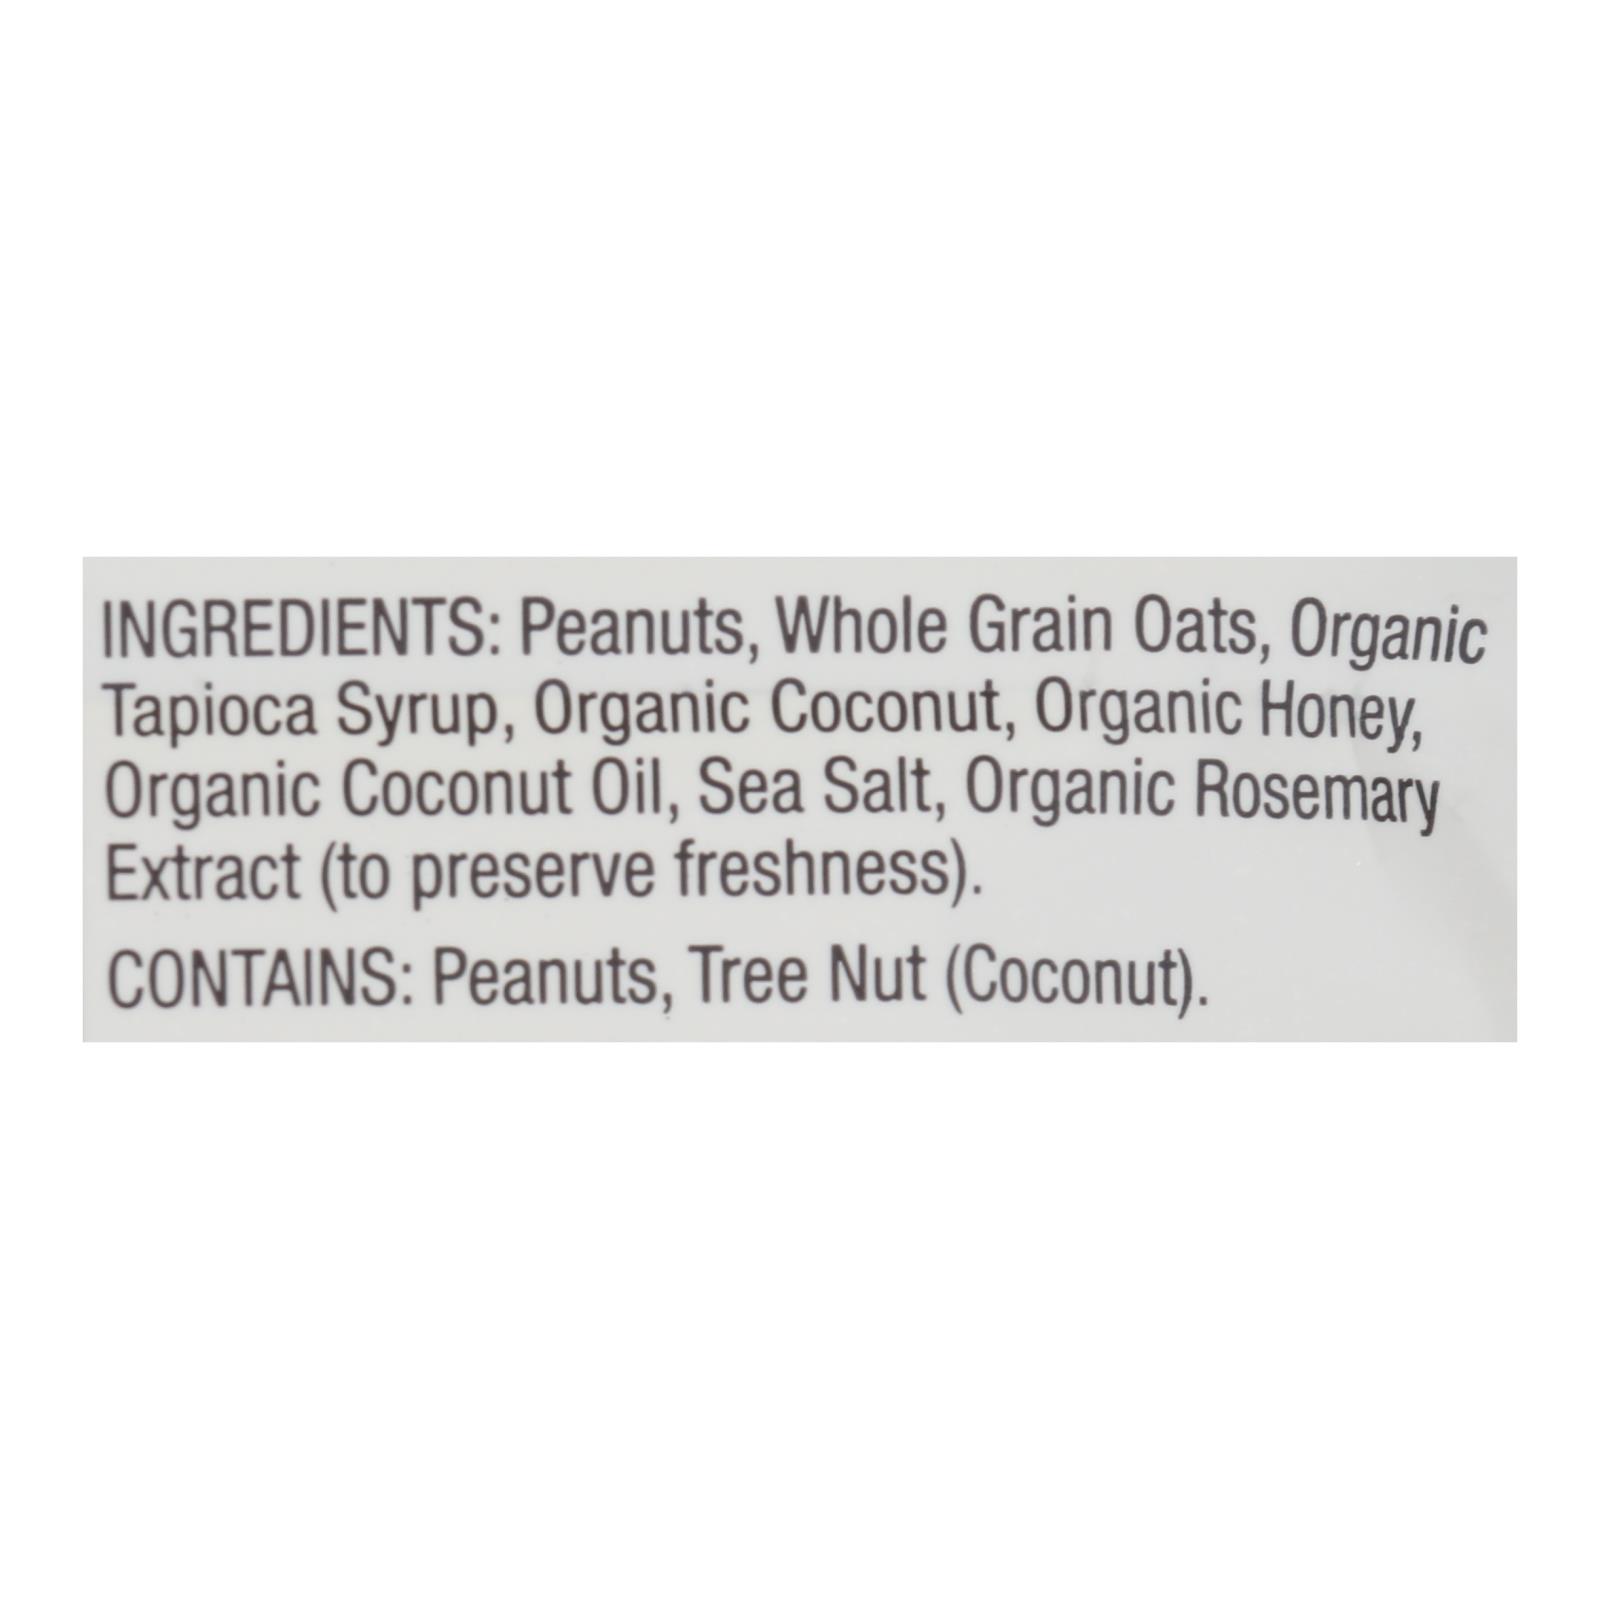 INGREDIENTS: Peanuts, Whole Grain Oats, Organic
Tapioca Syrup, Organic Coconut, Organic Honey,
Organic Coconut Oil, Sea Salt, Organic Rosemary
Extract (to preserve freshness).
CONTAINS: Peanuts, Tree Nut (Coconut).